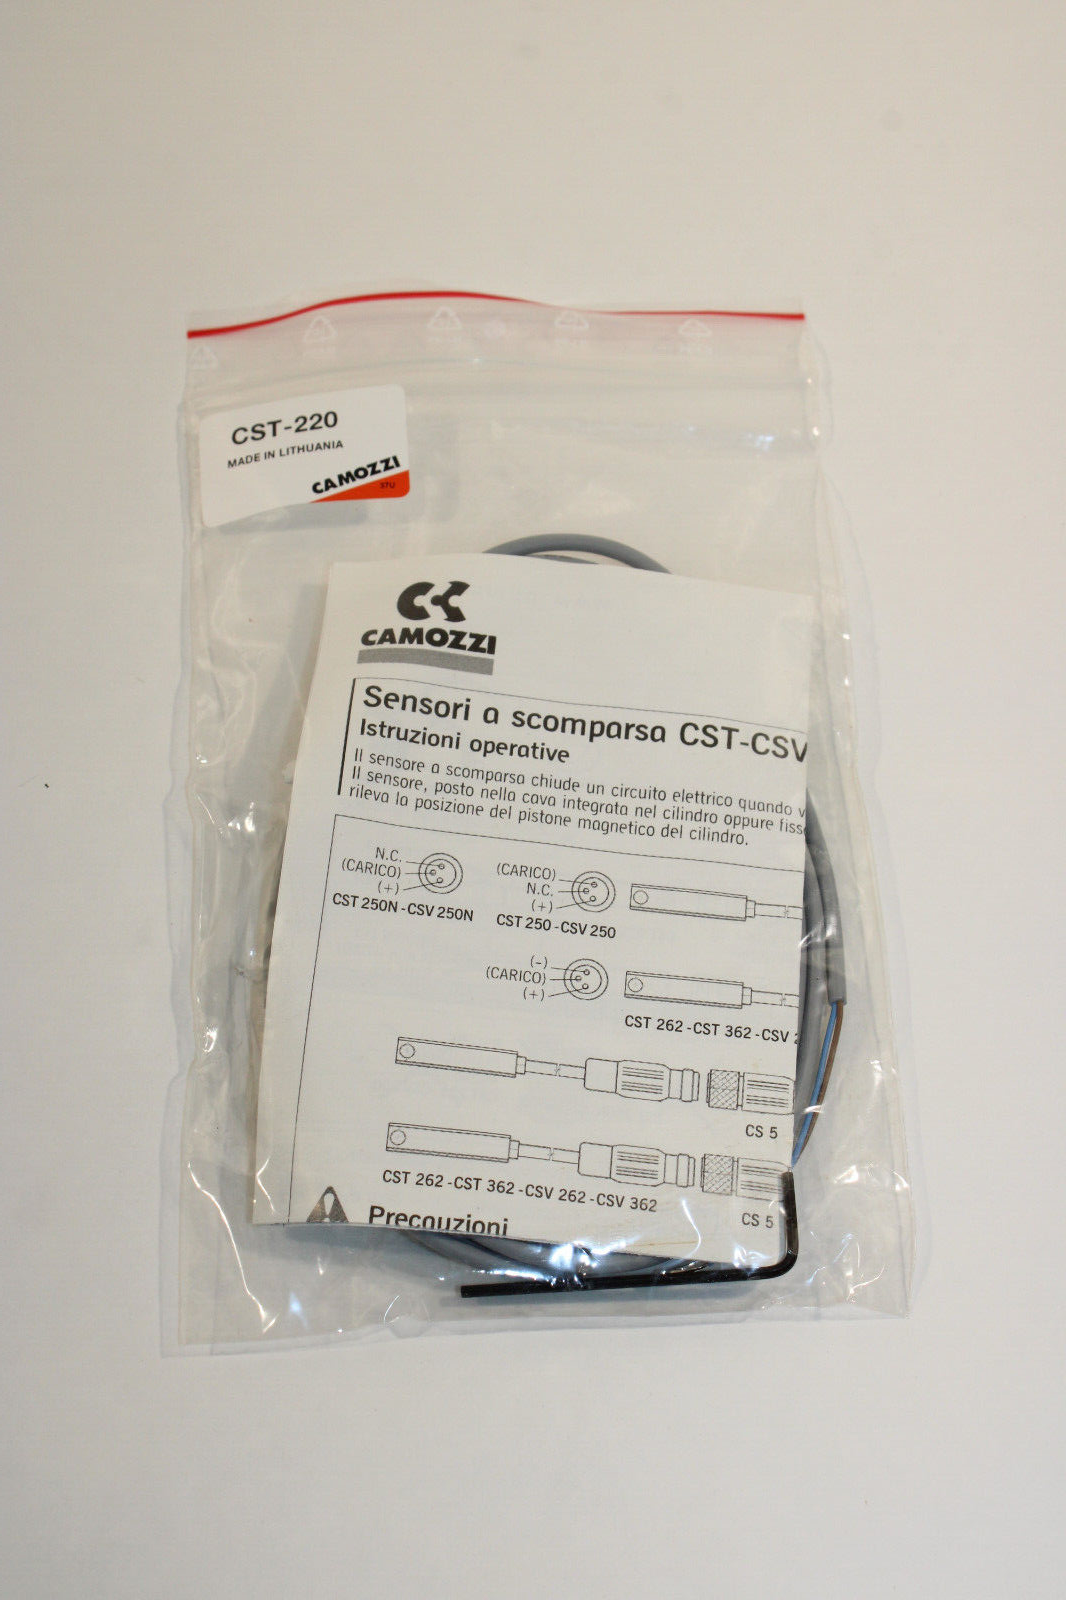 CST-220
MADE IN LITHUANIA
CAMOZZI
37U
CAMOZZI
Sensori a scomparsa CST-CSV
Istruzioni operative
Il sensore a scomparsa chiude un circuito elettrico quando
Il sensore, posto nella cava integrata nel cilindro oppure
rileva la posizione del pistone magnetico del cilindro.
N.C.
(CARICO)
(+)
CST 250N-CSV 250N
(CARICO)
N.C.
(+)
CST 250-CSV 250
(-)
(CARICO)
(+)
CST 262-CST 362-CSV
CS 5
CST 262-CST 362-CSV 262-CSV 362
CS 5
Precauzioni